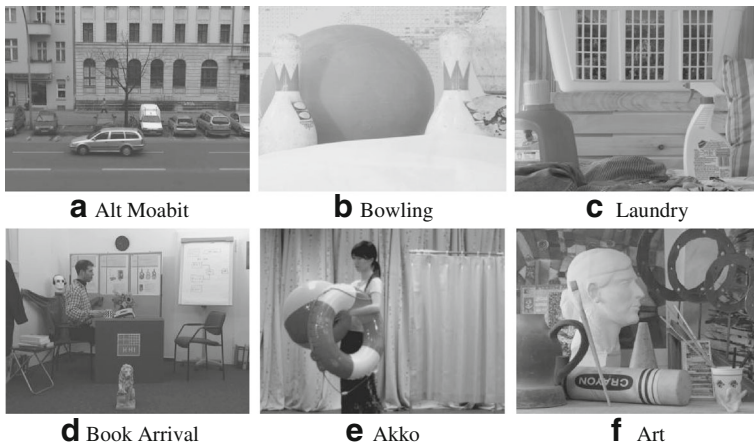 a Alt Moabit
b Bowling
c Laundry
d Book Arrival
e Akko
f Art
CRAYON